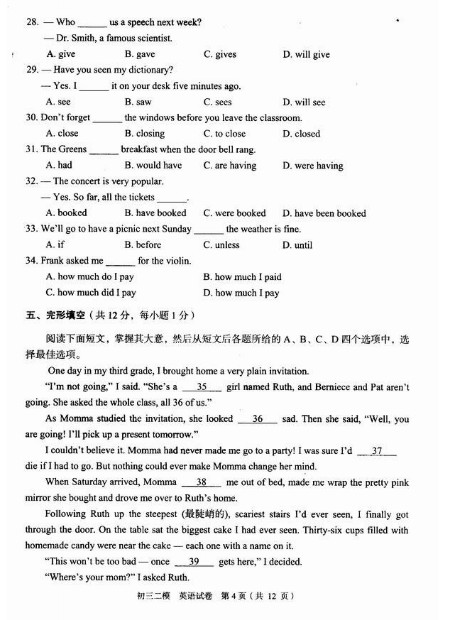 28. — Who ______ us a speech next week?
— Dr. Smith, a famous scientist.
A. give B. gave C. gives D. will give
29. — Have you seen my dictionary?
— Yes. I ______ it on your desk five minutes ago.
A. see B. saw C. sees D. will see
30. Don't forget ______ the windows before you leave the classroom.
A. close B. closing C. to close D. closed
31. The Greens ______ breakfast when the door bell rang.
A. had B. would have C. are having D. were having
32. — The concert is very popular.
— Yes. So far, all the tickets ______.
A. booked B. have booked C. were booked D. have been booked
33. We'll go to have a picnic next Sunday ______ the weather is fine.
A. if B. before C. unless D. until
34. Frank asked me ______ for the violin.
A. how much do I pay B. how much I paid
C. how much did I pay D. how much I pay
五、完形填空（共 12 分，每小题 1 分）
阅读下面短文，掌握其大意，然后从短文后各题所给的 A、B、C、D 四个选项中，选
择最佳选项。
One day in my third grade, I brought home a very plain invitation.
"I'm not going," I said. "She's a 35 girl named Ruth, and Berniece and Pat aren't
going. She asked the whole class, all 36 of us."
As Momma studied the invitation, she looked 36 sad. Then she said, "Well, you
are going! I'll pick up a present tomorrow."
I couldn't believe it. Momma had never made me go to a party! I was sure I'd 37
die if I had to go. But nothing could ever make Momma change her mind.
When Saturday arrived, Momma 38 me out of bed, made me wrap the pretty pink
mirror she bought and drove me over to Ruth's home.
Following Ruth up the steepest (最陡峭的), scariest stairs I'd ever seen, I finally got
through the door. On the table sat the biggest cake I had ever seen. Thirty-six cups filled with
homemade candy were near the cake — each one with a name on it.
"This won't be too bad — once 39 gets here," I decided.
"Where's your mom?" I asked Ruth.
初三二模 英语试卷 第 4 页（共 12 页）